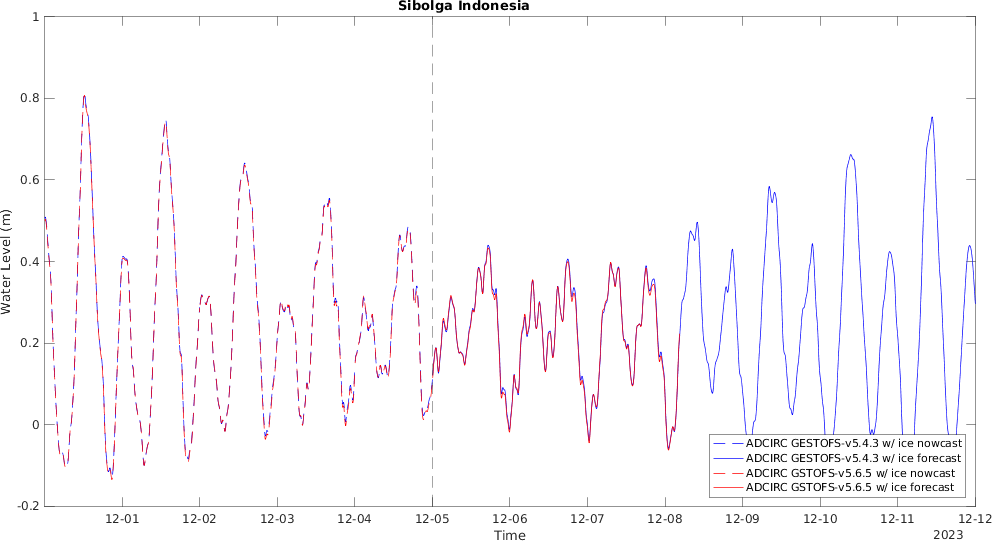 Sibolga Indonesia
1
0.8
0.6
0.4
0.2
0
-0.2
Water Level (m)
12-01 12-02 12-03 12-04 12-05 12-06 12-07 12-08 12-09 12-10 12-11 12-12
Time
2023
ADCIRC GESTOFS-v5.4.3 w/ ice nowcast
ADCIRC GESTOFS-v5.4.3 w/ ice forecast
ADCIRC GSTOFS-v5.6.5 w/ ice nowcast
ADCIRC GSTOFS-v5.6.5 w/ ice forecast